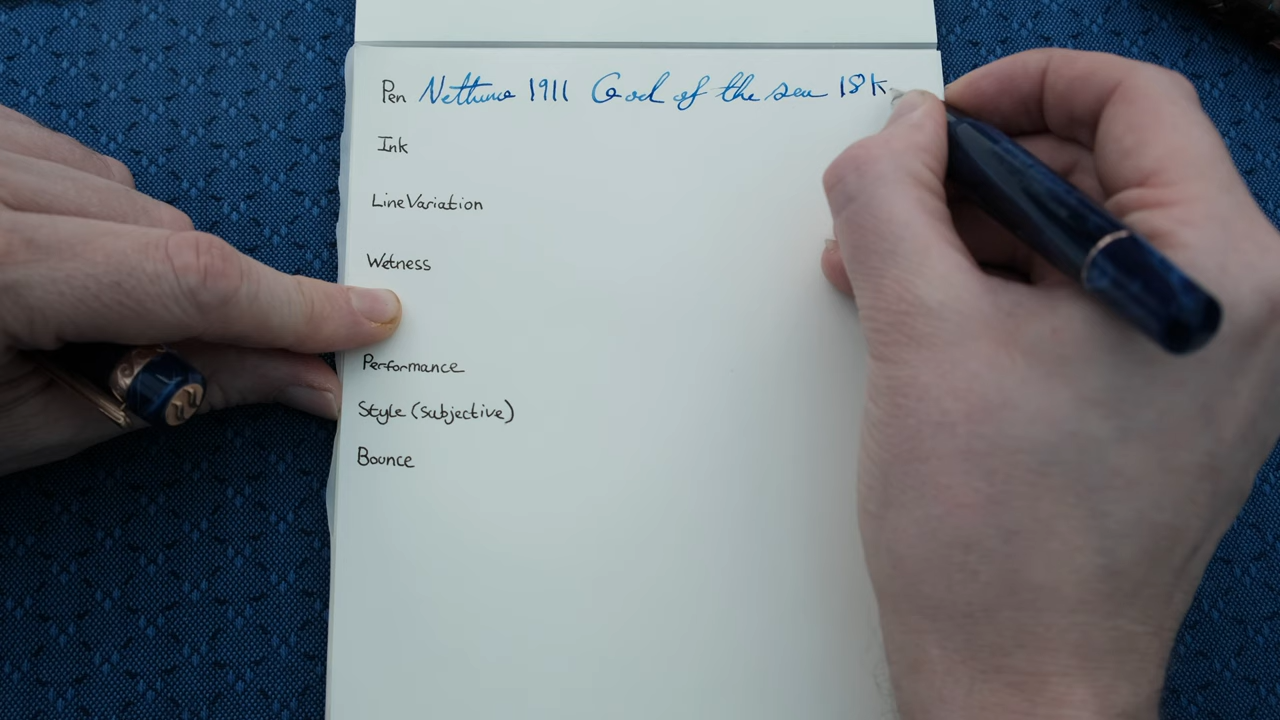 Pen Nettuno 1911 God of the sea 18K
Ink
Line Variation
Wetness
Performance
Style (subjective)
Bounce